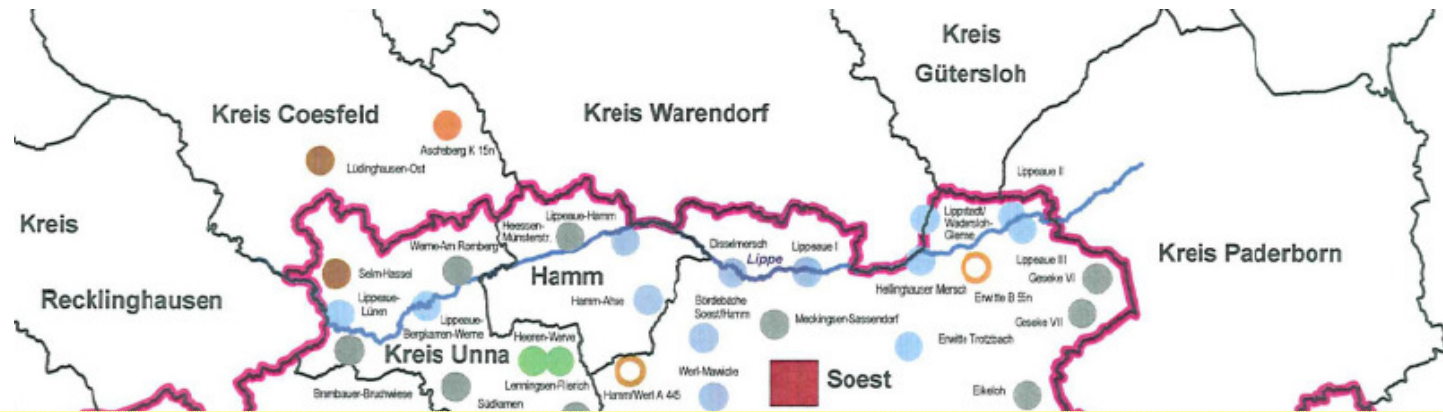 Kreis
Gütersloh
Kreis Coesfeld
Kreis Warendorf
Ascheberg K 15n
Lüdinghausen-Ost
Lippeaue II
Kreis
Recklinghausen
Lippeaue-Hamm
Heessen-
Münsterstr.
Werne-Am Romberg
Lippstadt/
Wadersloh-
Glenne
Disselmersch
Lippeaue I
Lippe
Kreis Paderborn
Selm-Hassel
Hamm
Lippeaue III
Geseke VI
Hellinghauser Mersch
Erwitte B 55n
Lippeaue-
Lünen
Hamm-Ahse
Bördebäche
Soest/Hamm
Geseke VII
Lippeaue-
Bergkamen-Werne
Meckingsen-Sassendorf
Heeren-Werve
Erwitte Trotzbach
Kreis Unna
Werl-Mawicke
Soest
Lenningsen-Flierich
Hamm/Werl A 445
Brambauer-Bruchwiese
Südkamen
Eikeloh